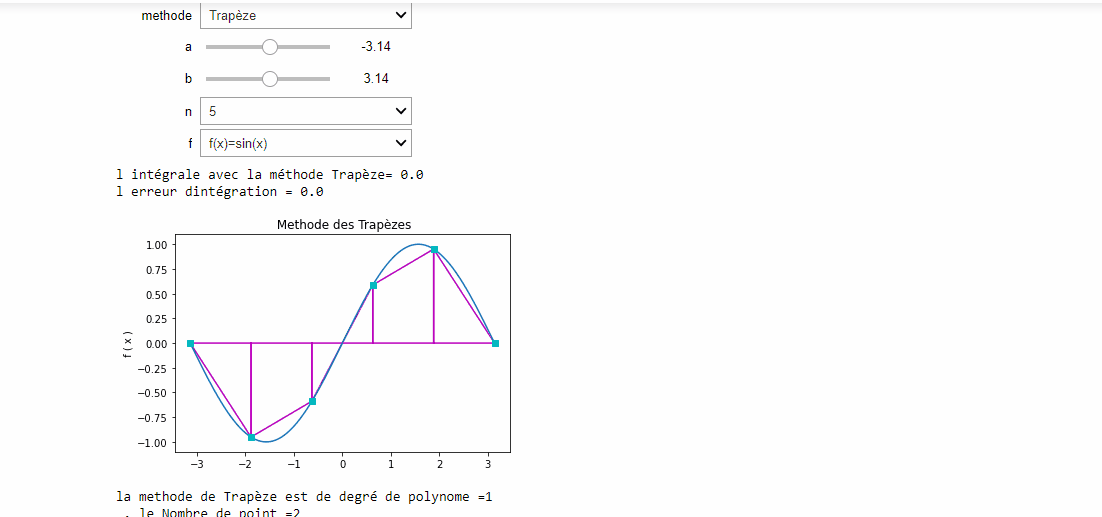 methode Trapèze
a -3.14
b 3.14
n 5
f f(x)=sin(x)
l intégrale avec la méthode Trapèze= 0.0
l erreur dintégration = 0.0
Methode des Trapèzes
1.00
0.75
0.50
0.25
0.00
−0.25
−0.50
−0.75
−1.00
f ( x )
−3 −2 −1 0 1 2 3
la methode de Trapèze est de degré de polynome =1
. le Nombre de point =2